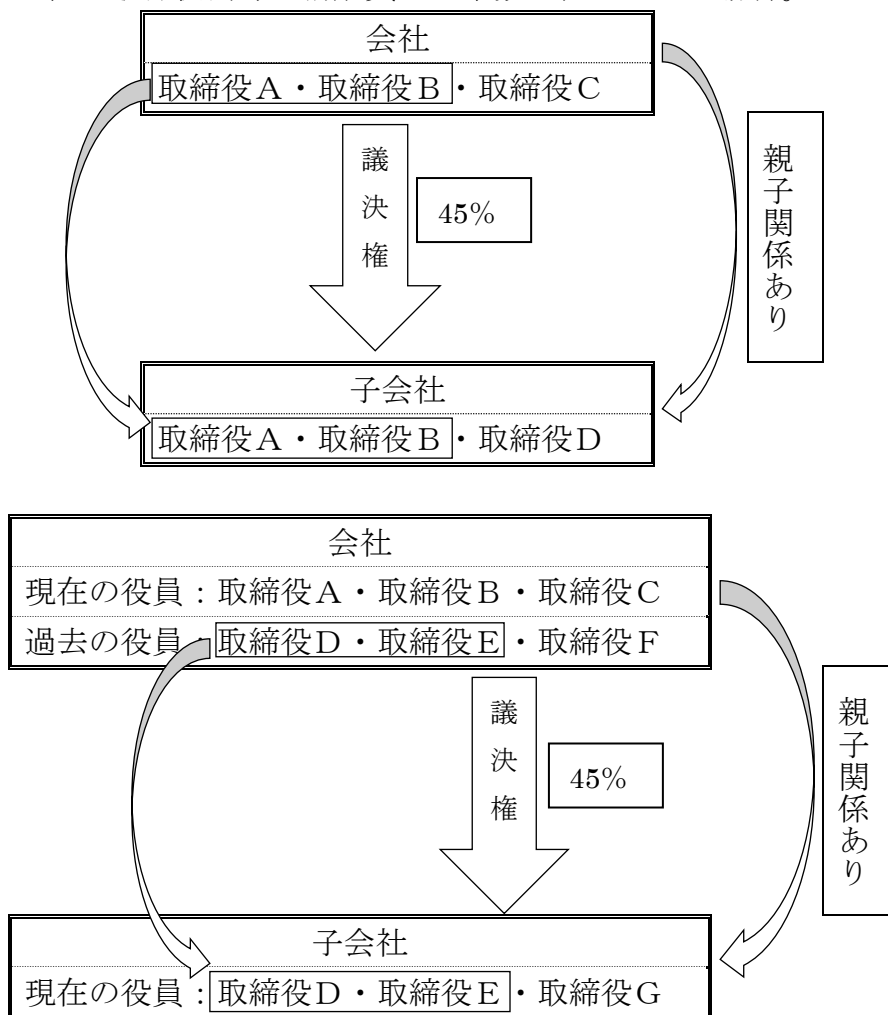 会社
取締役A・取締役B・取締役C
議決権
45%
親子関係あり
子会社
取締役A・取締役B・取締役D
会社
現在の役員：取締役A・取締役B・取締役C
過去の役員：取締役D・取締役E・取締役F
議決権
45%
親子関係あり
子会社
現在の役員：取締役D・取締役E・取締役G